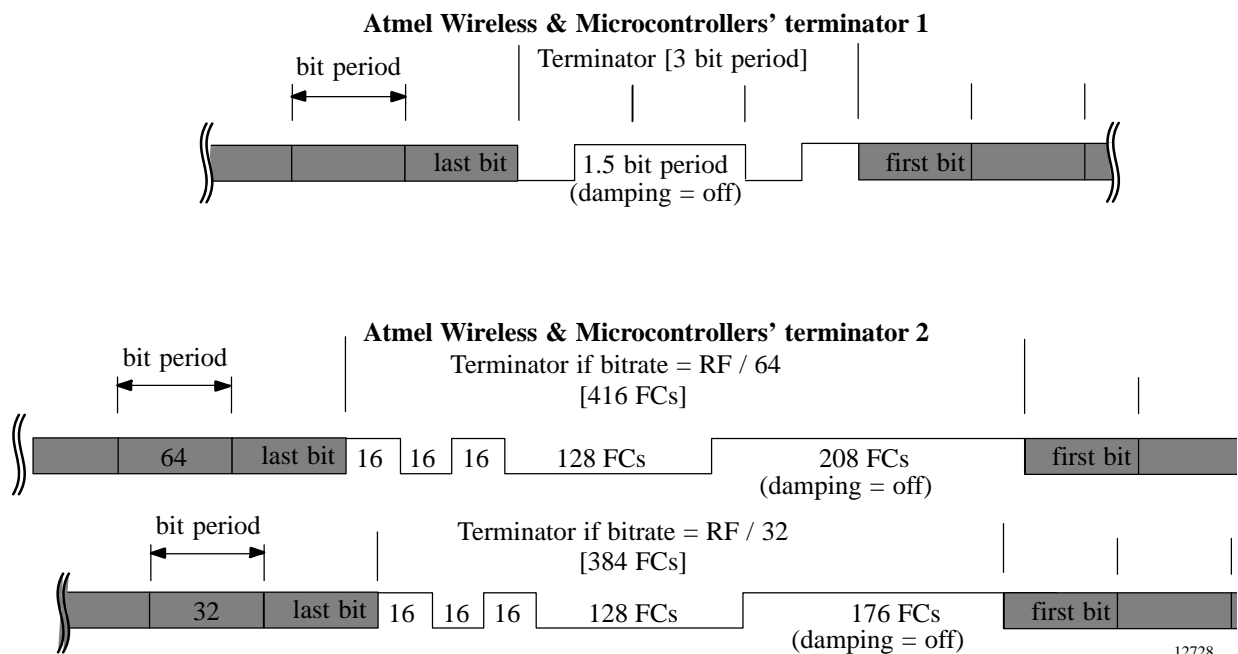 Atmel Wireless & Microcontrollers' terminator 1
Terminator [3 bit period]
bit period
last bit
1.5 bit period
(damping = off)
first bit
Atmel Wireless & Microcontrollers' terminator 2
bit period
Terminator if bitrate = RF / 64
[416 FCs]
64
last bit
16
16
16
128 FCs
208 FCs
(damping = off)
first bit
bit period
Terminator if bitrate = RF / 32
[384 FCs]
32
last bit
16
16
16
128 FCs
176 FCs
(damping = off)
first bit
12728